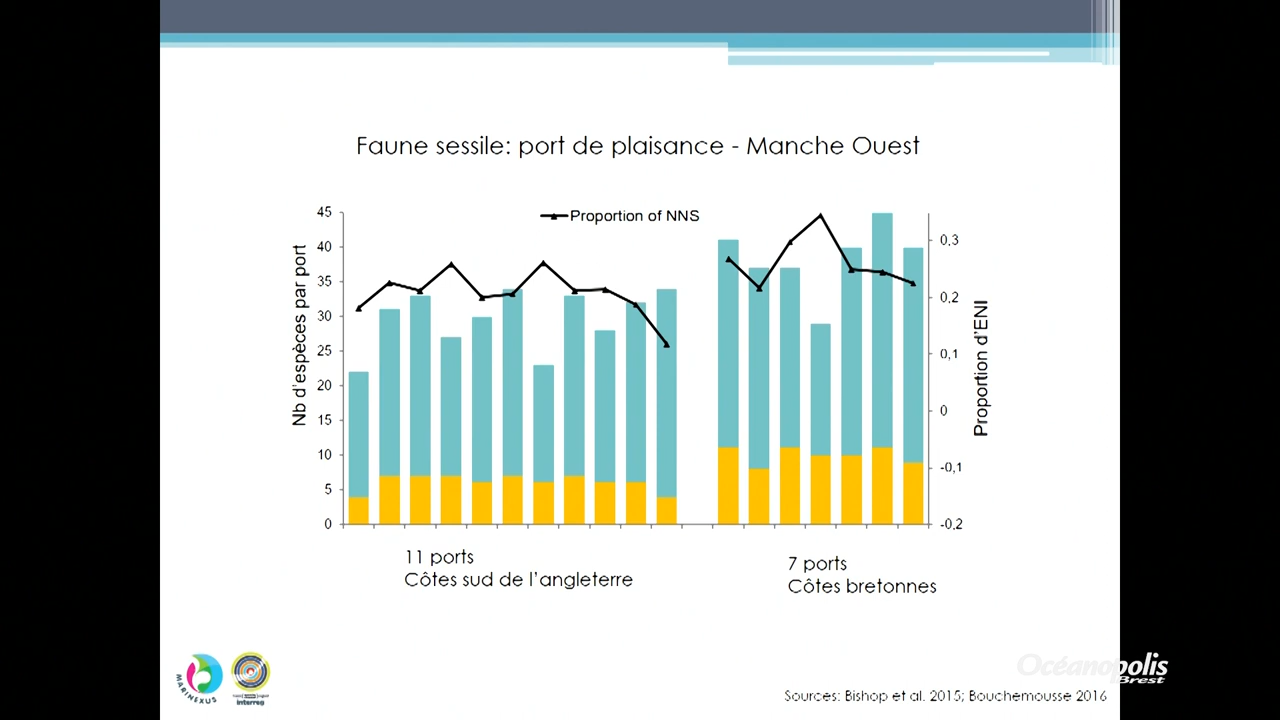 Faune sessile: port de plaisance - Manche Ouest
Proportion of NNS
Nb d'espèces par port
45
40
35
30
25
20
15
10
5
0
0,3
0,2
0,1
0
-0,1
-0,2
Proportion d'ENI
11 ports
Côtes sud de l'angleterre
7 ports
Côtes bretonnes
MARINEXUS
Interreg
Océanopolis
Brest
Sources: Bishop et al. 2015; Bouchemousse 2016